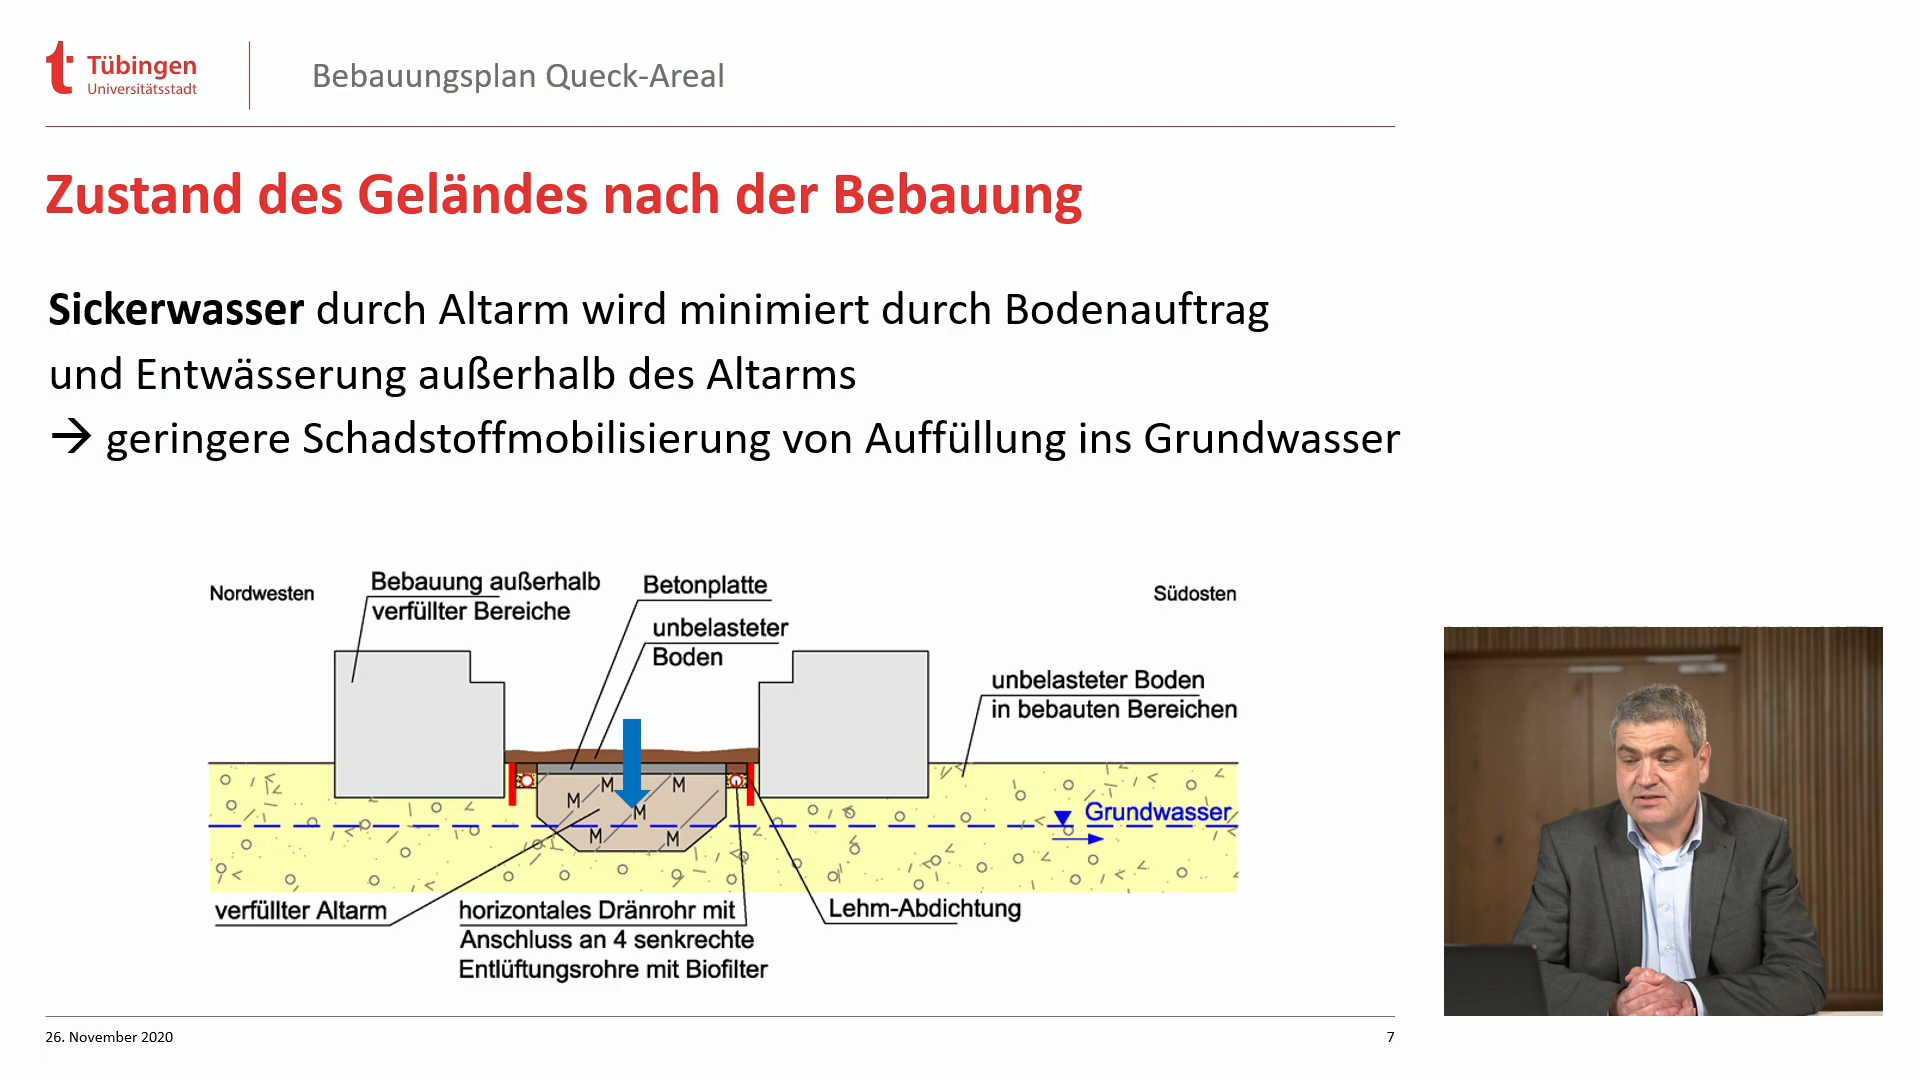 Tübingen
Universitätsstadt
Bebauungsplan Queck-Areal
Zustand des Geländes nach der Bebauung
Sickerwasser durch Altarm wird minimiert durch Bodenauftrag
und Entwässerung außerhalb des Altarms
→ geringere Schadstoffmobilisierung von Auffüllung ins Grundwasser
Nordwesten
Bebauung außerhalb
verfüllter Bereiche
Betonplatte
unbelasteter
Boden
Südosten
unbelasteter Boden
in bebauten Bereichen
M
M
M
M
M
M
Grundwasser
verfüllter Altarm
horizontales Dränrohr mit
Anschluss an 4 senkrechte
Entlüftungsrohre mit Biofilter
Lehm-Abdichtung
26. November 2020
7